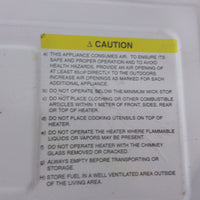 ⚠ CAUTION
a) THIS APPLIANCE CONSUMES AIR. TO ENSURE ITS
SAFE AND PROPER OPERATION AND TO AVOID
HEALTH HAZARDS, PROVIDE AN AIR OPENING OF
AT LEAST TO THE OUTDOORS.
INCREASE AIR OPENINGS AS MARKED FOR EACH
ADDITIONAL APPLIANCE.
b) DO NOT OPERATE BELOW THE MINIMUM WICK STOP.
c) DO NOT PLACE CLOTHING OR OTHER COMBUSTIBLE
ARTICLES WITHIN 1 METER OF FRONT, SIDES, REAR
OR TOP OF HEATER.
d) DO NOT PLACE COOKING UTENSILS ON TOP OF
HEATER.
e) DO NOT OPERATE THE HEATER WHERE FLAMMABLE
LIQUIDS OR VAPORS MAY BE PRESENT.
f) DO NOT OPERATE HEATER WITH THE CHIMNEY
GLASS REMOVED OR CRACKED.
g) ALWAYS EMPTY BEFORE TRANSPORTING OR
STORAGE.
h) STORE FUEL IN A WELL VENTILATED AREA OUTSIDE
OF THE LIVING AREA.